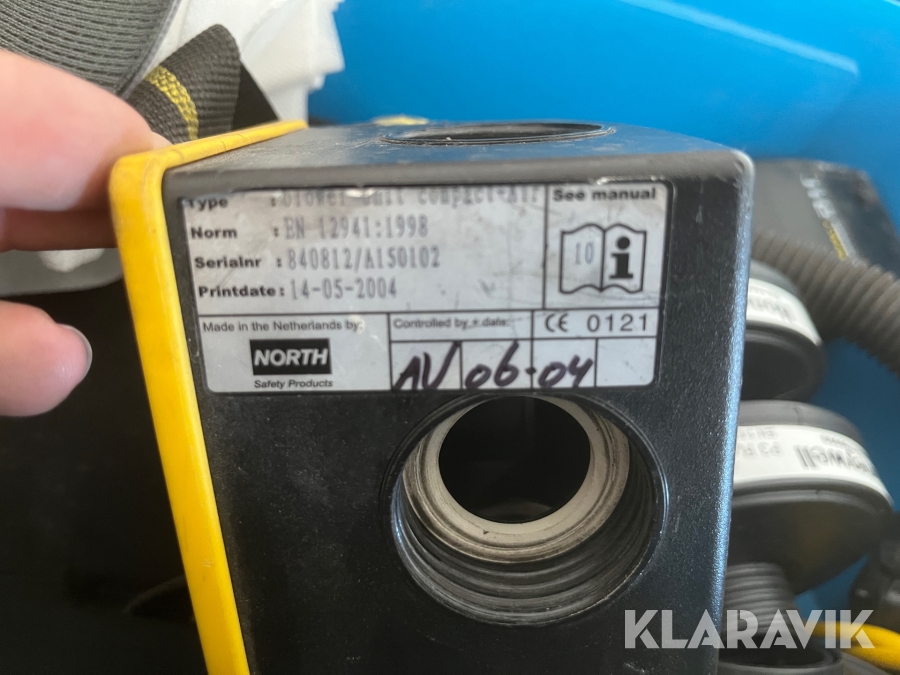 Type : blower unit compact-Air
Norm : EN 12941:1998
Serialnr : 840812/A150102
Printdate : 14-05-2004
See manual
10 i
Made in the Netherlands by:
NORTH
Safety Products
Controlled by + date:
CE 0121
AV 06-04
P3
KLARAVIK